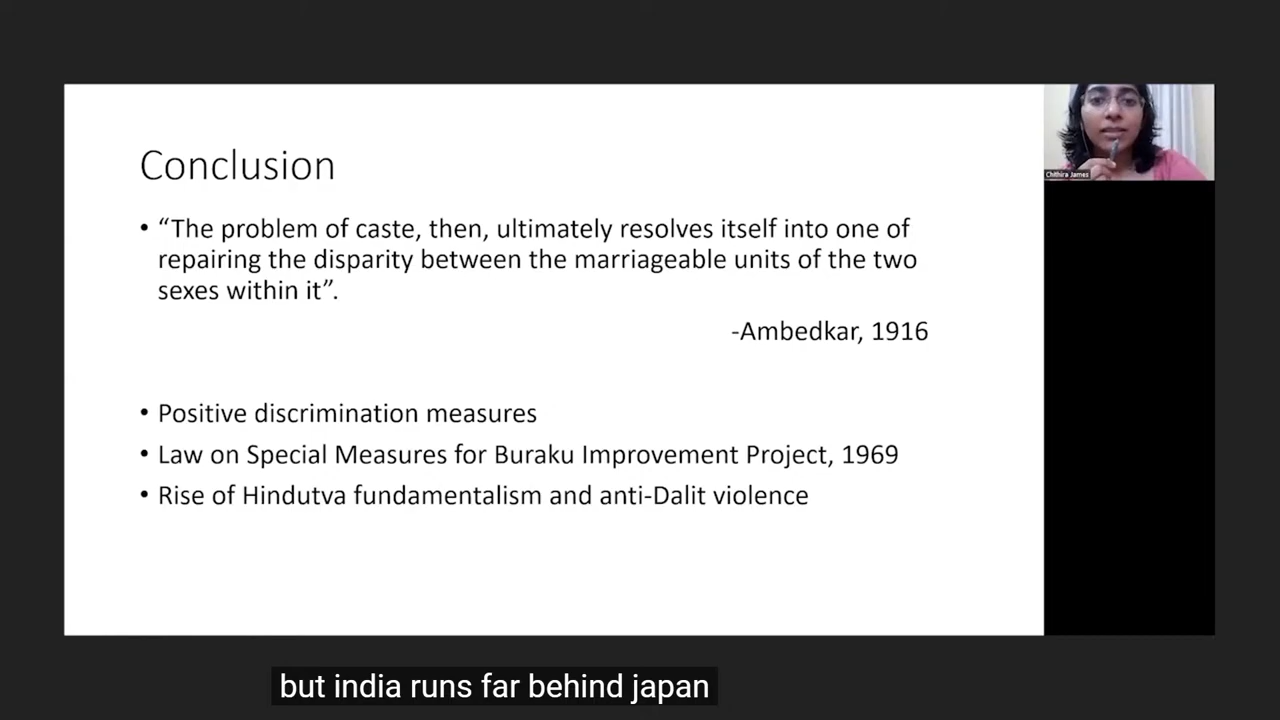 Conclusion
• “The problem of caste, then, ultimately resolves itself into one of
repairing the disparity between the marriageable units of the two
sexes within it”.
-Ambedkar, 1916
• Positive discrimination measures
• Law on Special Measures for Buraku Improvement Project, 1969
• Rise of Hindutva fundamentalism and anti-Dalit violence
Chithira James
but india runs far behind japan